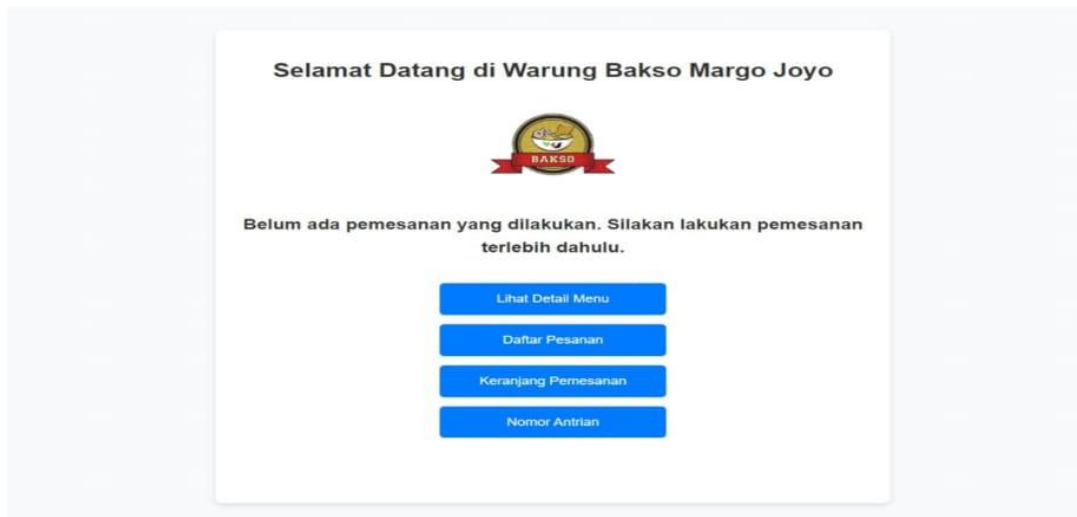 Selamat Datang di Warung Bakso Margo Joyo
BAKSO
Belum ada pemesanan yang dilakukan. Silakan lakukan pemesanan
terlebih dahulu.
Lihat Detail Menu
Daftar Pesanan
Keranjang Pemesanan
Nomor Antrian